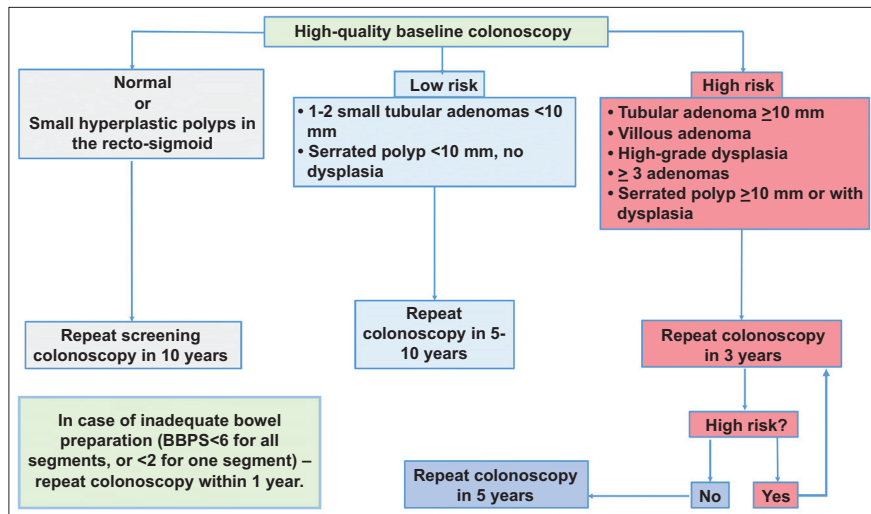 High-quality baseline colonoscopy
Normal
or
Small hyperplastic polyps in
the recto-sigmoid
Low risk
• 1-2 small tubular adenomas <10
mm
• Serrated polyp <10 mm, no
dysplasia
High risk
• Tubular adenoma ≥10 mm
• Villous adenoma
• High-grade dysplasia
• ≥ 3 adenomas
• Serrated polyp ≥10 mm or with
dysplasia
Repeat screening
colonoscopy in 10 years
Repeat
colonoscopy in 5-
10 years
Repeat colonoscopy
in 3 years
In case of inadequate bowel
preparation (BBPS<6 for all
segments, or <2 for one segment) –
repeat colonoscopy within 1 year.
High risk?
Repeat colonoscopy
in 5 years
No
Yes